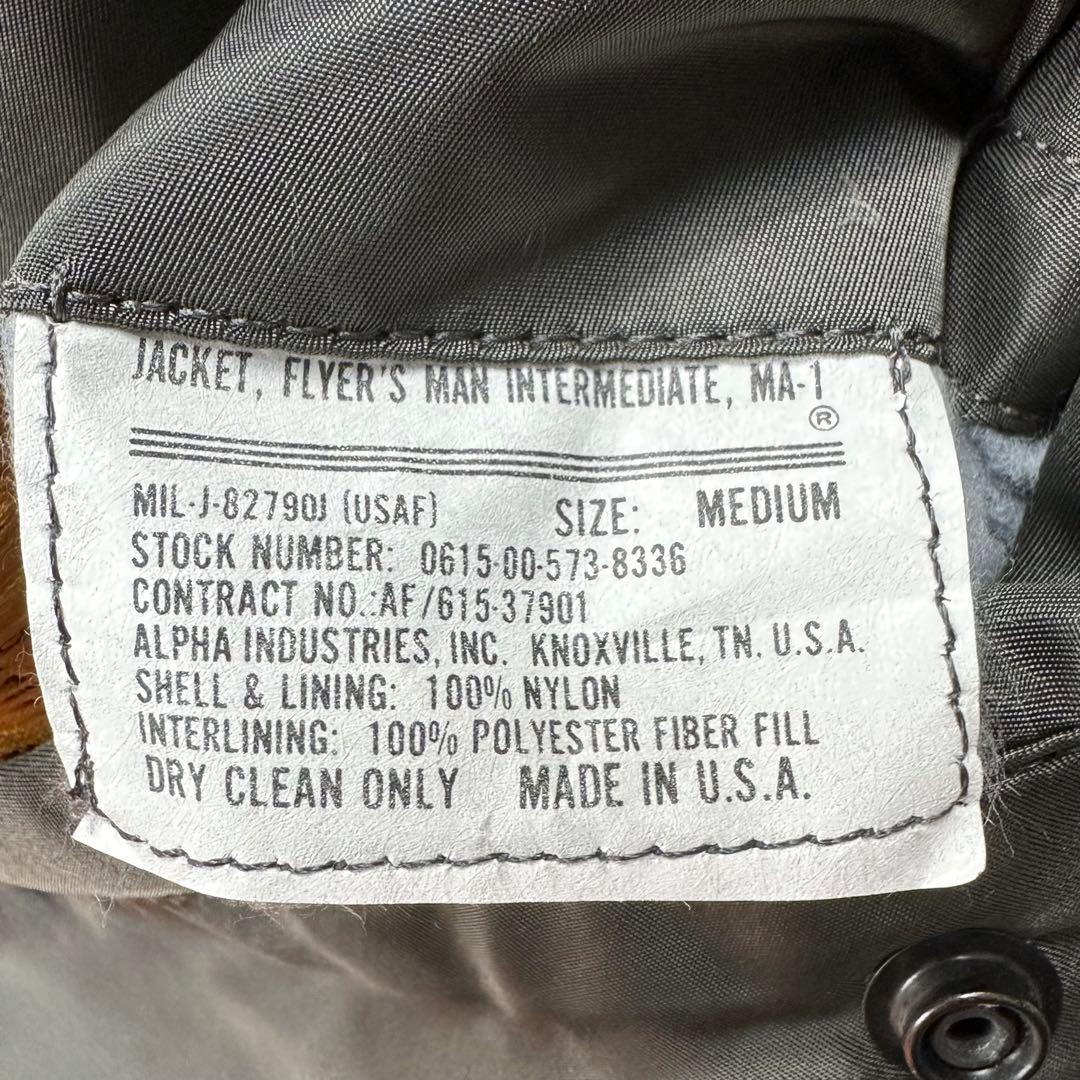 JACKET, FLYER'S MAN INTERMEDIATE, MA-1
®
MIL-J-82790J (USAF) SIZE: MEDIUM
STOCK NUMBER: 0615-00-573-8336
CONTRACT NO.:AF/615-37901
ALPHA INDUSTRIES, INC. KNOXVILLE, TN. U.S.A.
SHELL & LINING: 100% NYLON
INTERLINING: 100% POLYESTER FIBER FILL
DRY CLEAN ONLY MADE IN U.S.A.